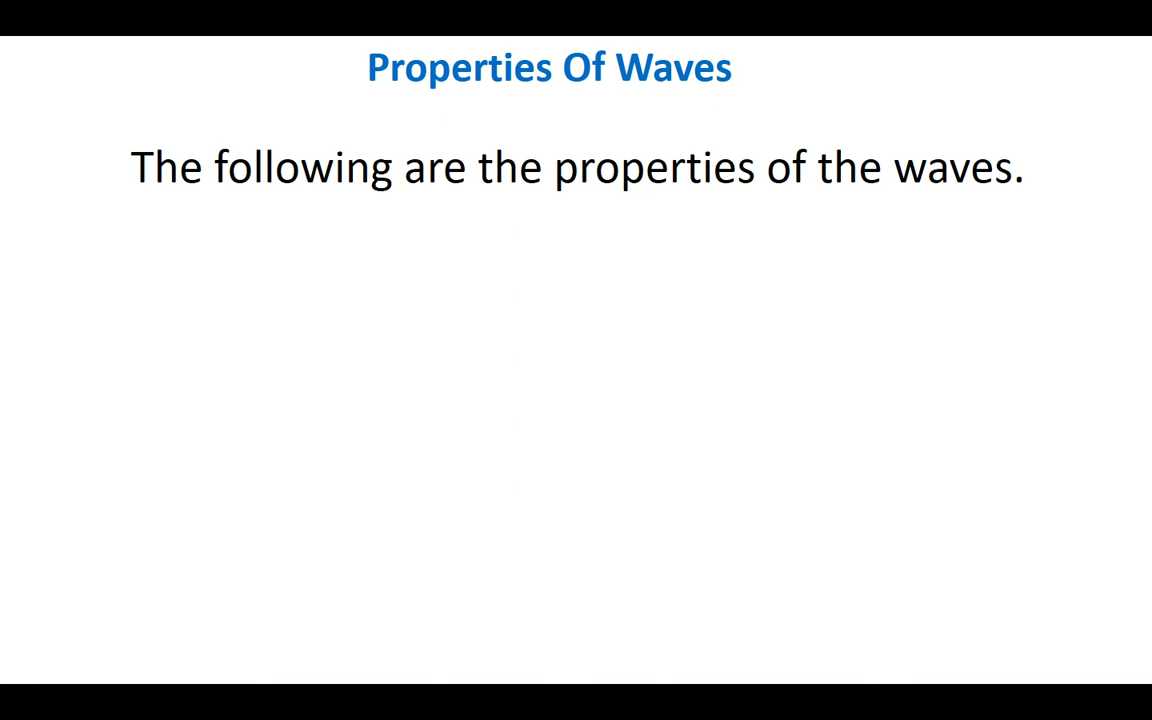 Properties Of Waves
The following are the properties of the waves.